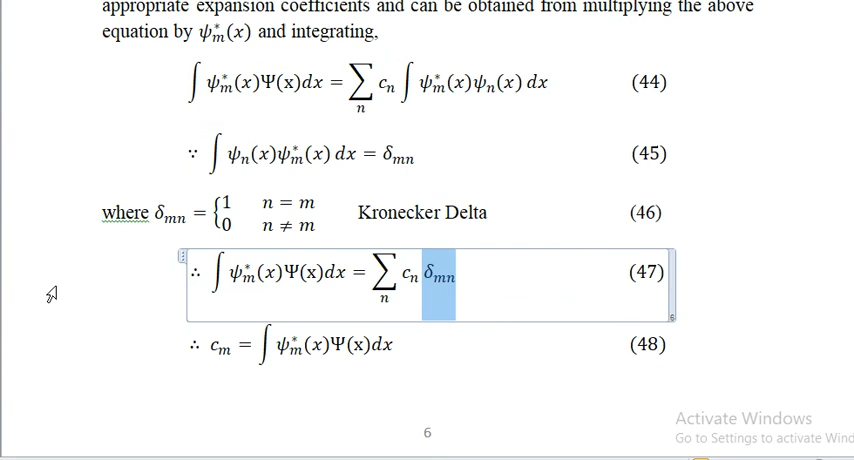 appropriate expansion coefficients and can be obtained from multiplying the above
equation by ψ*m(x) and integrating,
∫ ψ*m(x)Ψ(x)dx = ∑n cn ∫ ψ*m(x)ψn(x) dx (44)
∵ ∫ ψn(x)ψ*m(x) dx = δmn (45)
where δmn = {1 n = m Kronecker Delta (46)
0 n ≠ m
∴ ∫ ψ*m(x)Ψ(x)dx = ∑n cn δmn (47)
∴ cm = ∫ ψ*m(x)Ψ(x)dx (48)
6
Activate Windows
Go to Settings to activate Wind